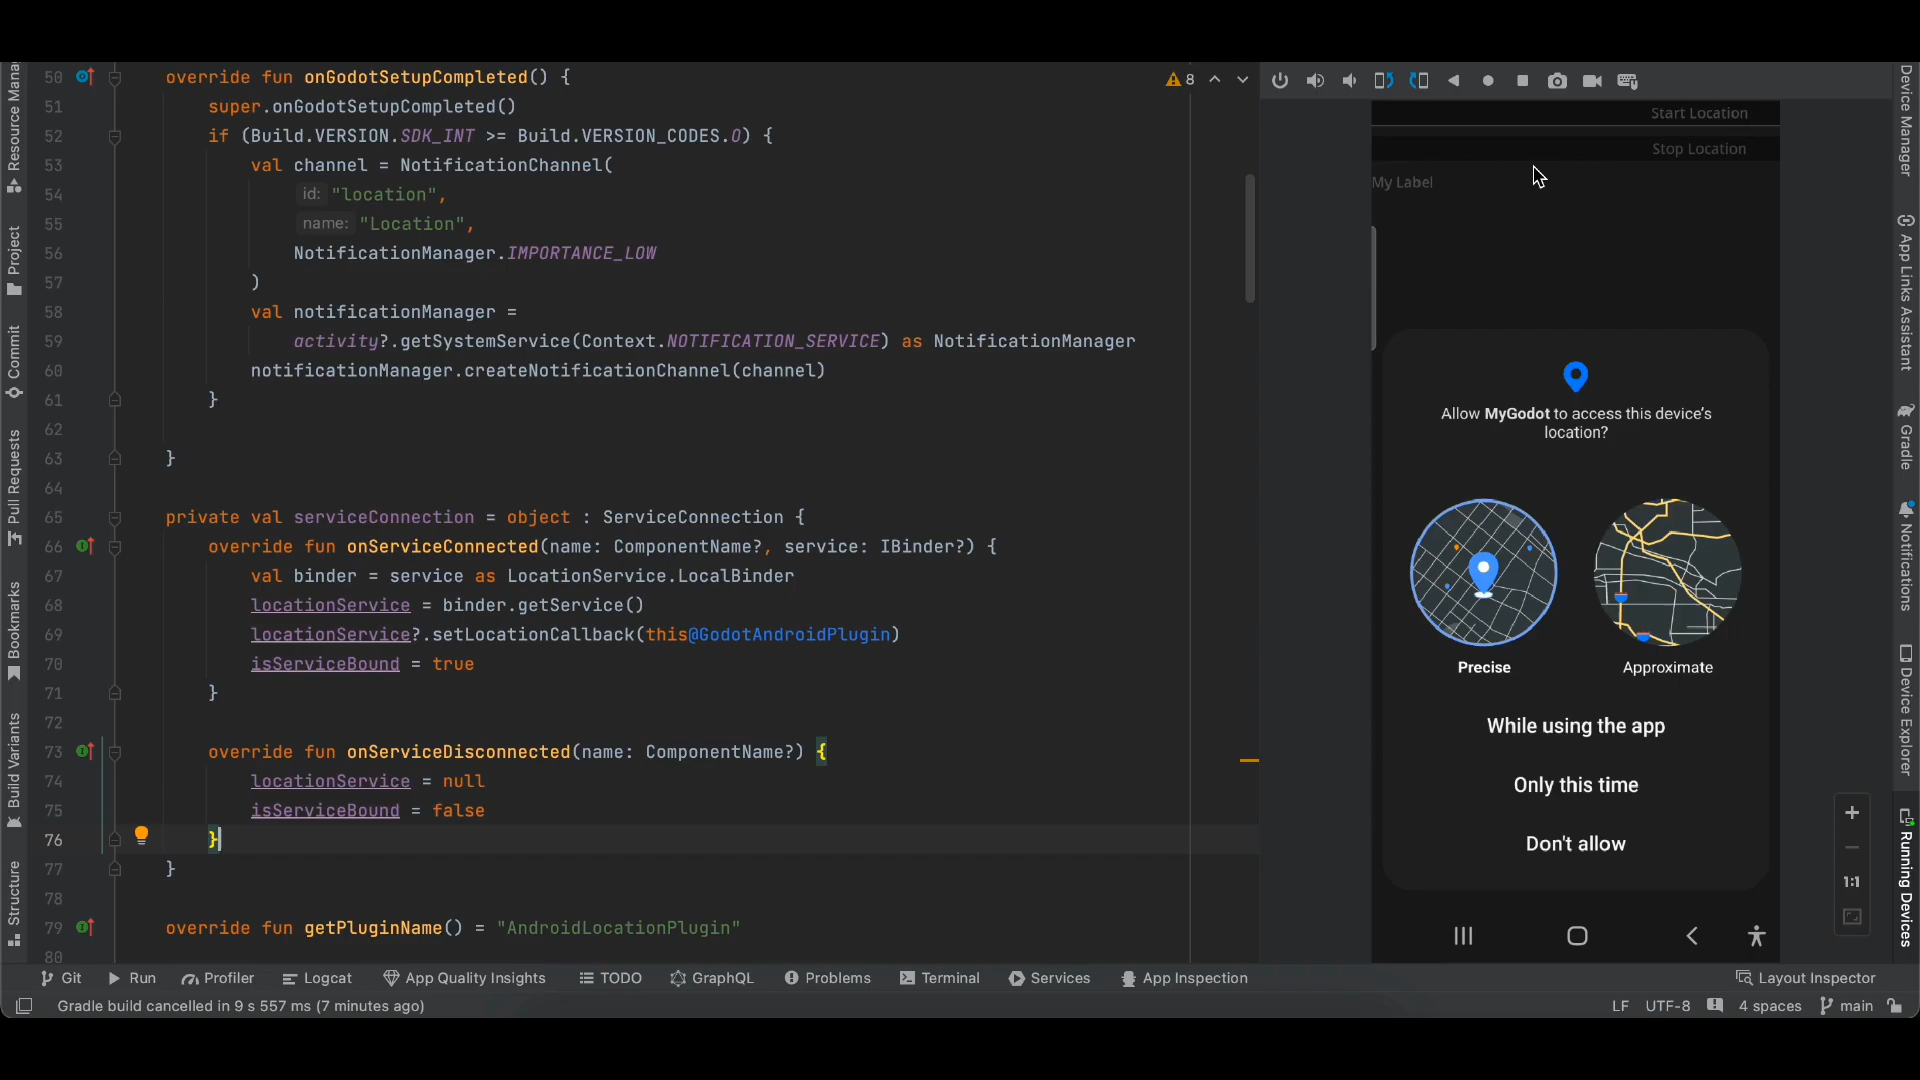 Resource Mana
Project
Commit
Pull Requests
Bookmarks
Build Variants
Structure
50 override fun onGodotSetupCompleted() {
51 super.onGodotSetupCompleted()
52 if (Build.VERSION.SDK_INT >= Build.VERSION_CODES.O) {
53 val channel = NotificationChannel(
54 id: "location",
55 name: "Location",
56 NotificationManager.IMPORTANCE_LOW
57 )
58 val notificationManager =
59 activity?.getSystemService(Context.NOTIFICATION_SERVICE) as NotificationManager
60 notificationManager.createNotificationChannel(channel)
61 }
62
63 }
64
65 private val serviceConnection = object : ServiceConnection {
66 override fun onServiceConnected(name: ComponentName?, service: IBinder?) {
67 val binder = service as LocationService.LocalBinder
68 locationService = binder.getService()
69 locationService?.setLocationCallback(this@GodotAndroidPlugin)
70 isServiceBound = true
71 }
72
73 override fun onServiceDisconnected(name: ComponentName?) {
74 locationService = null
75 isServiceBound = false
76 }
77 }
78
79 override fun getPluginName() = "AndroidLocationPlugin"
80
8
Start Location
Stop Location
My Label
Allow MyGodot to access this device's
location?
Precise Approximate
While using the app
Only this time
Don't allow
1:1
Device Manager
App Links Assistant
Gradle
Notifications
Device Explorer
Running Devices
Git Run Profiler Logcat App Quality Insights TODO GraphQL Problems Terminal Services App Inspection Layout Inspector
Gradle build cancelled in 9 s 557 ms (7 minutes ago) LF UTF-8 4 spaces main